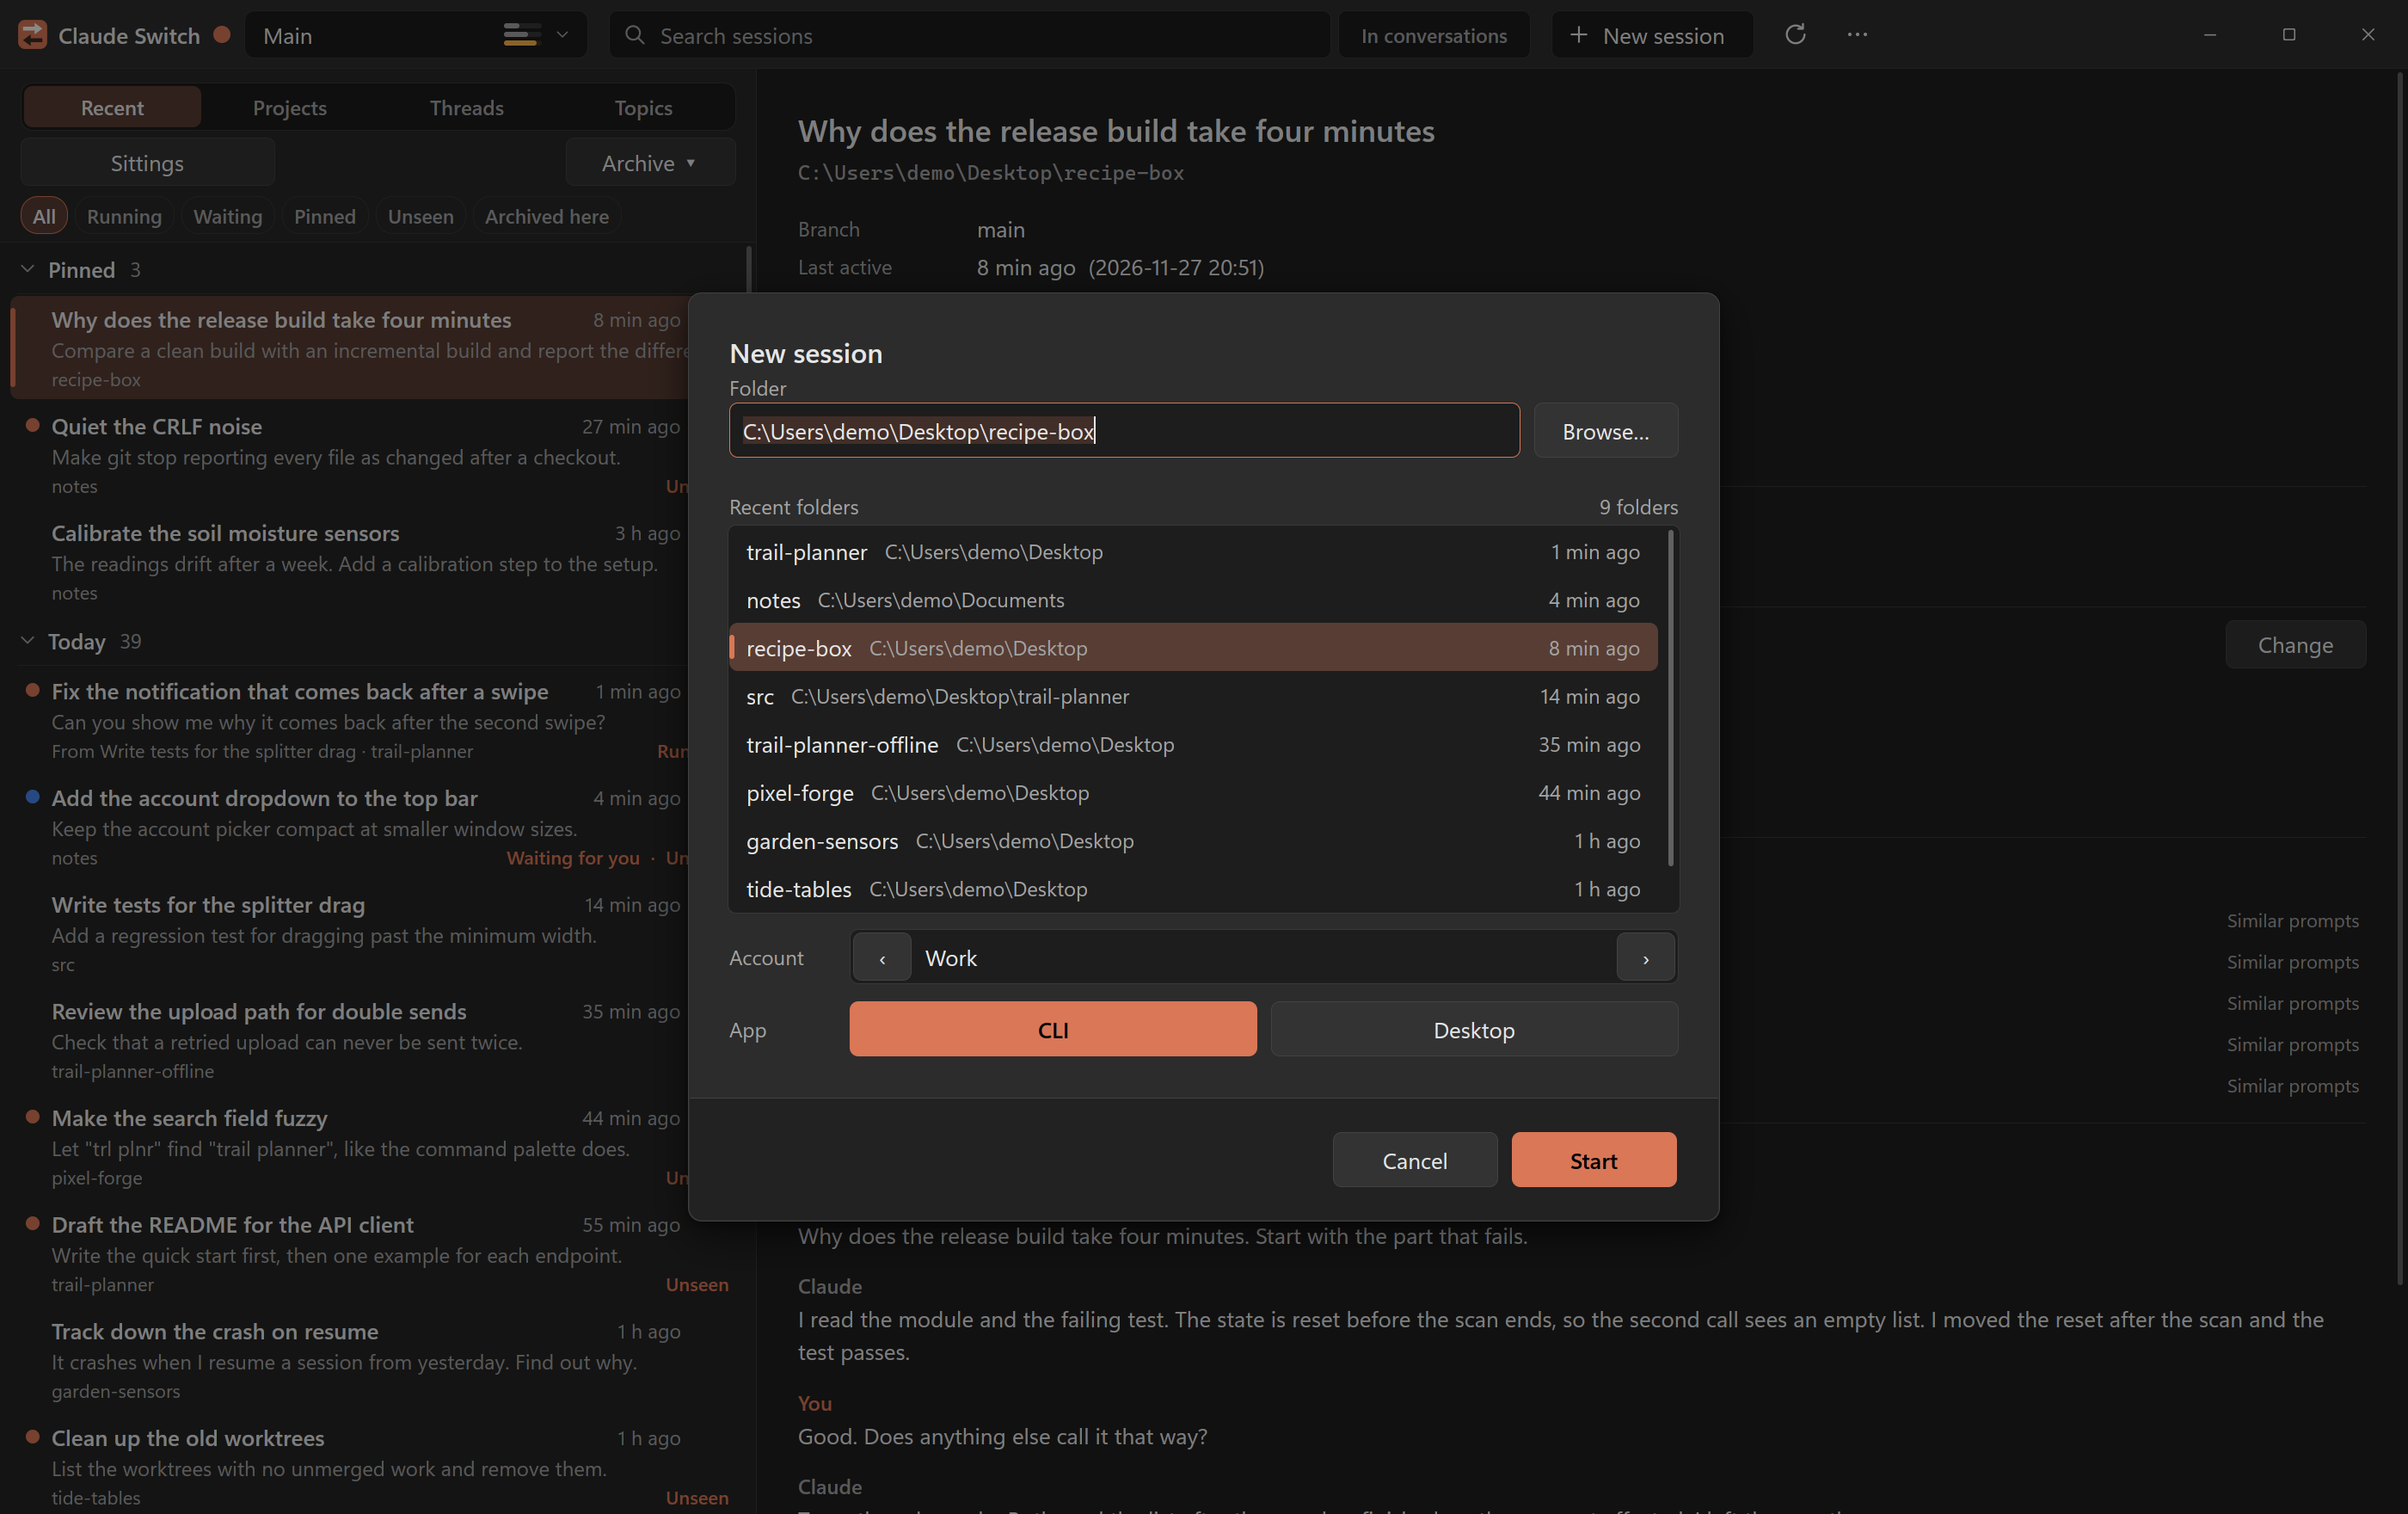 Claude Switch
Main
Search sessions
In conversations
+ New session
Recent
Projects
Threads
Topics
Sittings
Archive
All
Running
Waiting
Pinned
Unseen
Archived here
Pinned 3
Why does the release build take four minutes 8 min ago
Compare a clean build with an incremental build and report the differe
recipe-box
Quiet the CRLF noise 27 min ago
Make git stop reporting every file as changed after a checkout.
notes Un
Calibrate the soil moisture sensors 3 h ago
The readings drift after a week. Add a calibration step to the setup.
notes
Today 39
Fix the notification that comes back after a swipe 1 min ago
Can you show me why it comes back after the second swipe?
From Write tests for the splitter drag · trail-planner Run
Add the account dropdown to the top bar 4 min ago
Keep the account picker compact at smaller window sizes.
notes Waiting for you · Un
Write tests for the splitter drag 14 min ago
Add a regression test for dragging past the minimum width.
src
Review the upload path for double sends 35 min ago
Check that a retried upload can never be sent twice.
trail-planner-offline
Make the search field fuzzy 44 min ago
Let "trl plnr" find "trail planner", like the command palette does.
pixel-forge Un
Draft the README for the API client 55 min ago
Write the quick start first, then one example for each endpoint.
trail-planner Unseen
Track down the crash on resume 1 h ago
It crashes when I resume a session from yesterday. Find out why.
garden-sensors
Clean up the old worktrees 1 h ago
List the worktrees with no unmerged work and remove them.
tide-tables Unseen
Why does the release build take four minutes
C:\Users\demo\Desktop\recipe-box
Branch main
Last active 8 min ago (2026-11-27 20:51)
Change
Similar prompts
Similar prompts
Similar prompts
Similar prompts
Similar prompts
New session
Folder
C:\Users\demo\Desktop\recipe-box
Browse...
Recent folders 9 folders
trail-planner C:\Users\demo\Desktop 1 min ago
notes C:\Users\demo\Documents 4 min ago
recipe-box C:\Users\demo\Desktop 8 min ago
src C:\Users\demo\Desktop\trail-planner 14 min ago
trail-planner-offline C:\Users\demo\Desktop 35 min ago
pixel-forge C:\Users\demo\Desktop 44 min ago
garden-sensors C:\Users\demo\Desktop 1 h ago
tide-tables C:\Users\demo\Desktop 1 h ago
Account ‹ Work ›
App CLI Desktop
Cancel Start
Why does the release build take four minutes. Start with the part that fails.
Claude
I read the module and the failing test. The state is reset before the scan ends, so the second call sees an empty list. I moved the reset after the scan and the
test passes.
You
Good. Does anything else call it that way?
Claude